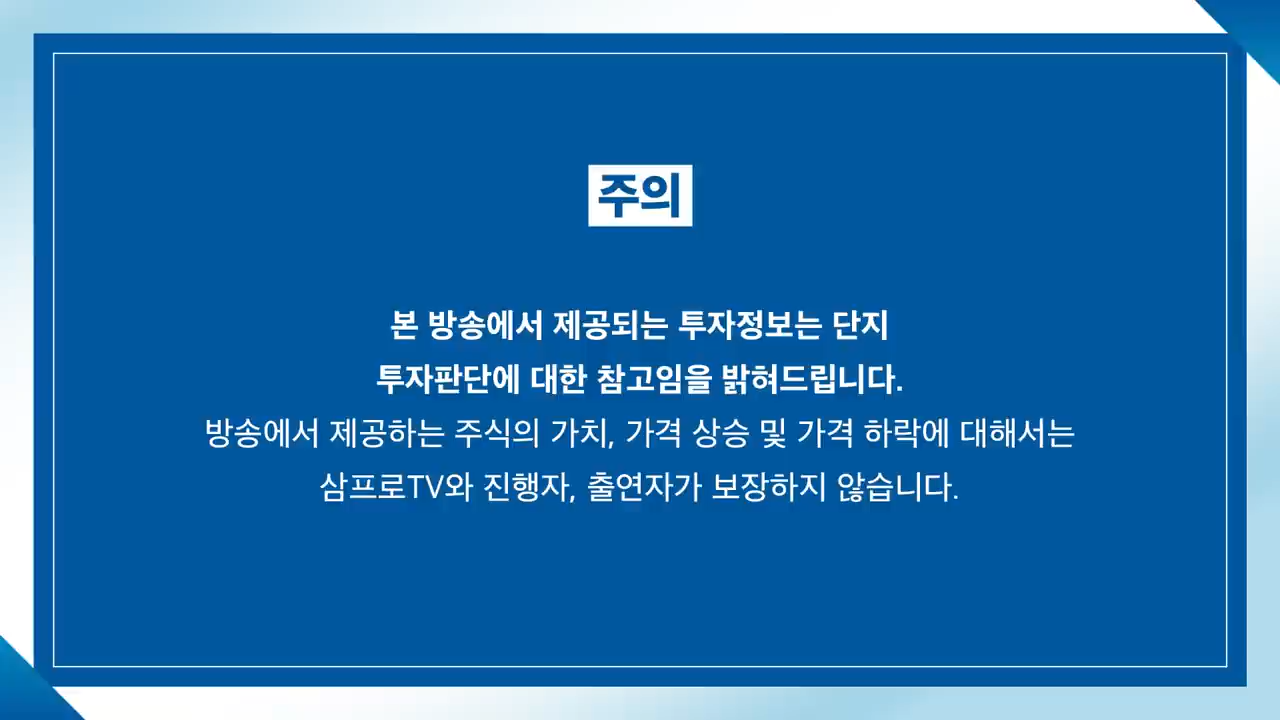 주의
본 방송에서 제공되는 투자정보는 단지
투자판단에 대한 참고임을 밝혀드립니다.
방송에서 제공하는 주식의 가치, 가격 상승 및 가격 하락에 대해서는
삼프로TV와 진행자, 출연자가 보장하지 않습니다.